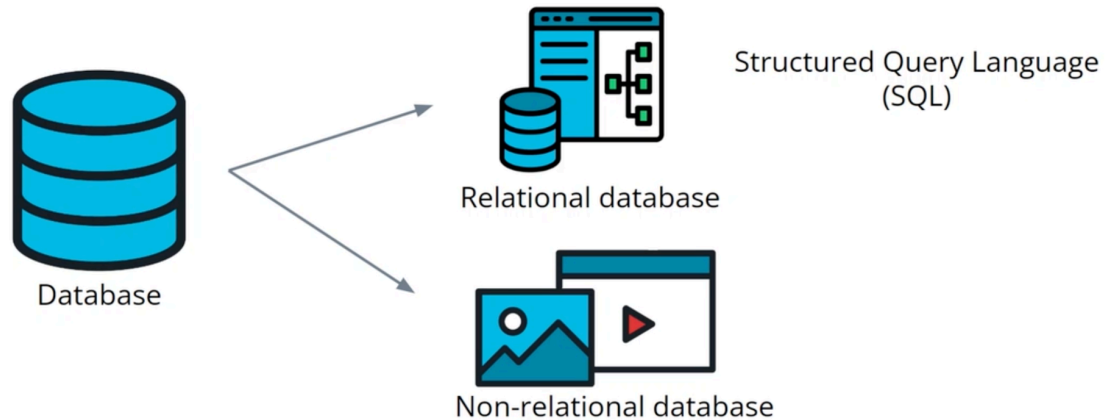 Structured Query Language
(SQL)
Relational database
Database
Non-relational database